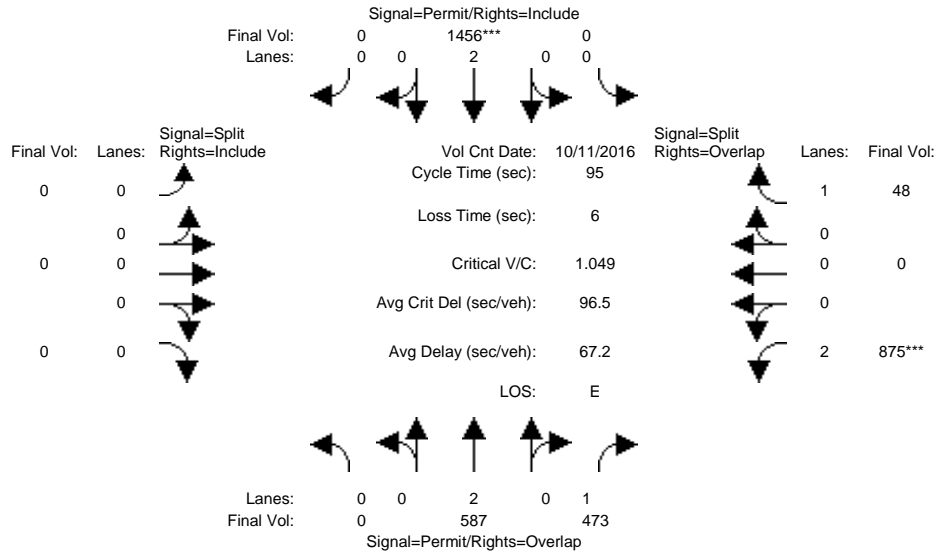 Signal=Permit/Rights=Include
Final Vol: 0 1456*** 0
Lanes: 0 0 2 0 0
Signal=Split Signal=Split
Final Vol: Lanes: Rights=Include Vol Cnt Date: 10/11/2016 Rights=Overlap Lanes: Final Vol:
Cycle Time (sec): 95
0 0 1 48
Loss Time (sec): 6
0 0
0 0 Critical V/C: 1.049 0 0
0 Avg Crit Del (sec/veh): 96.5 0
0 0 Avg Delay (sec/veh): 67.2 2 875***
LOS: E
Lanes: 0 0 2 0 1
Final Vol: 0 587 473
Signal=Permit/Rights=Overlap